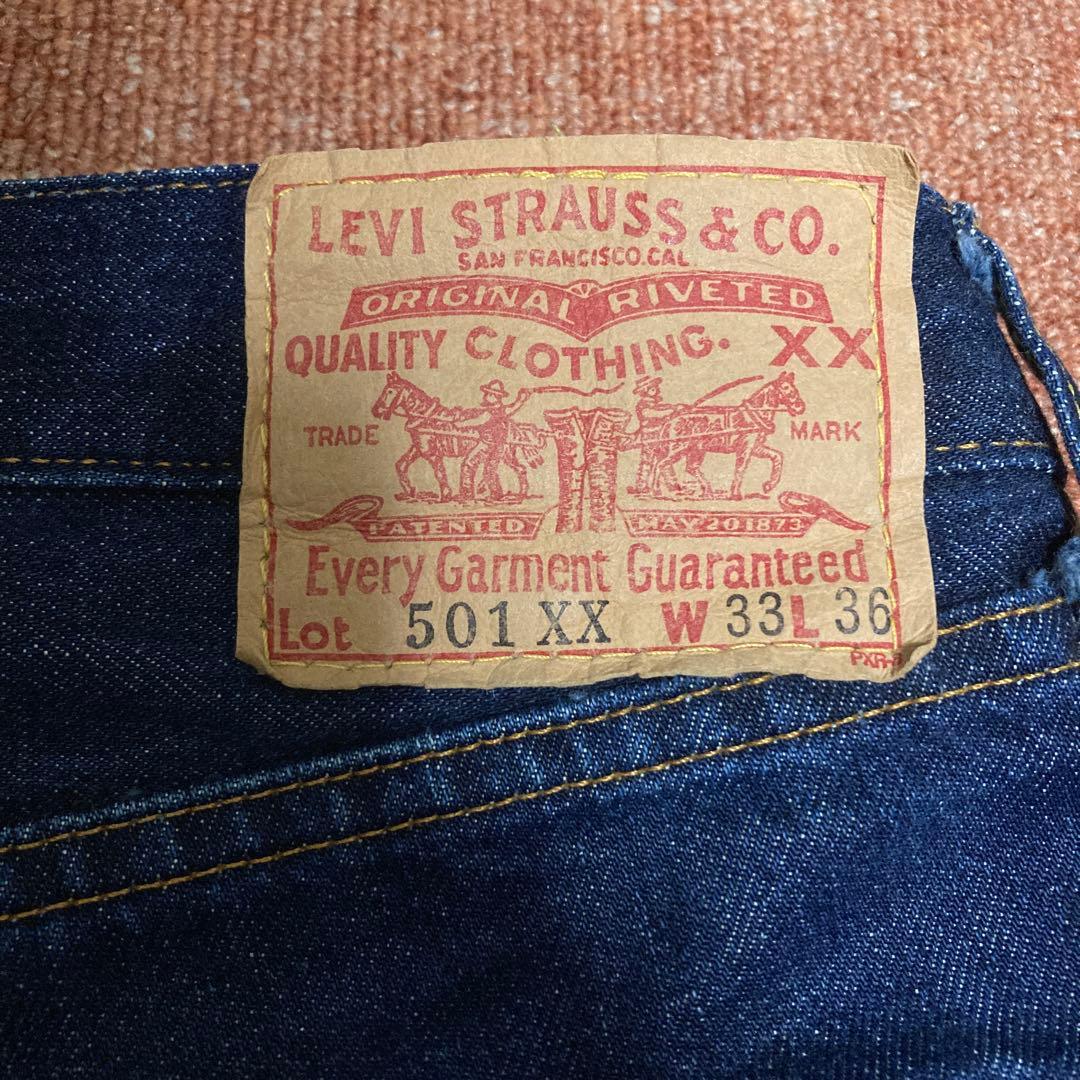 LEVI STRAUSS & CO.
SAN FRANCISCO.CAL.
ORIGINAL RIVETED
QUALITY CLOTHING. XX
TRADE MARK
PATENTED MAY 20 1873
Every Garment Guaranteed
Lot 501 XX W 33 L 36